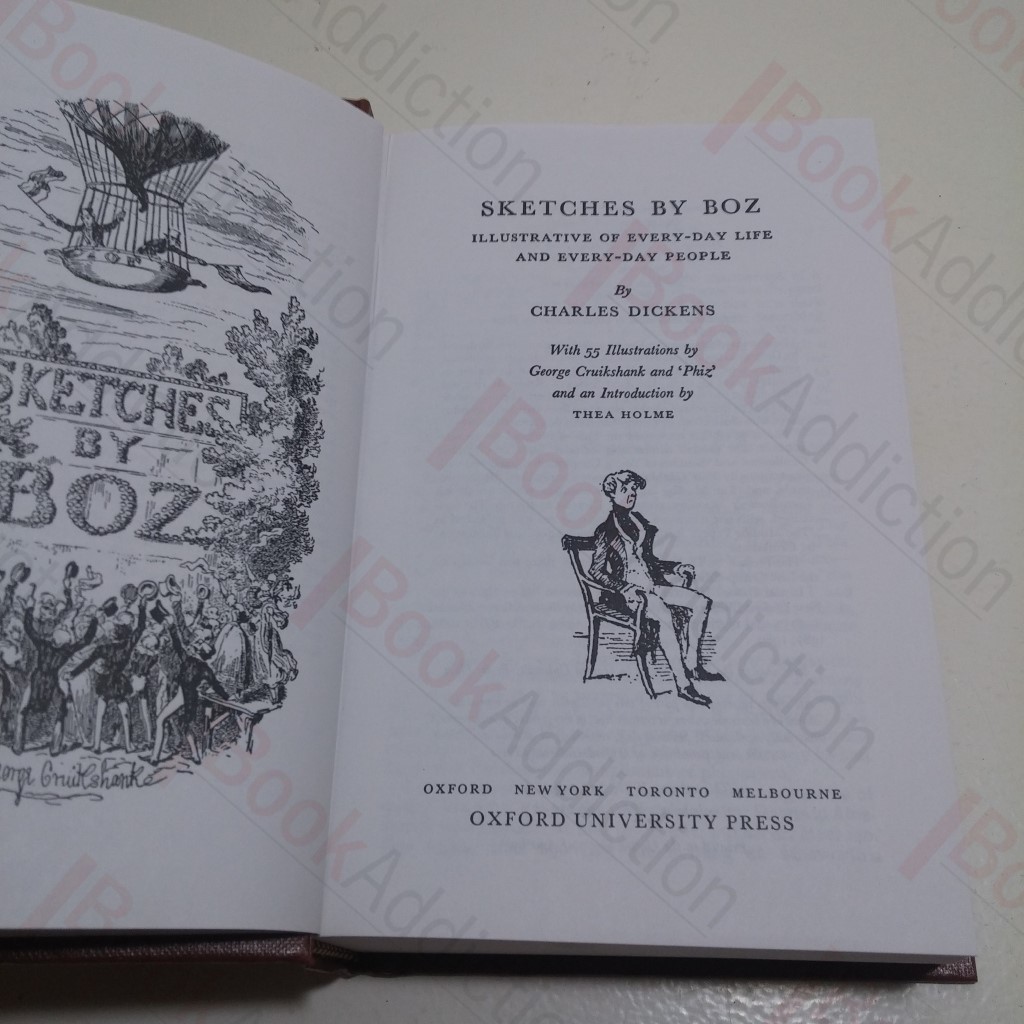 SKETCHES
BY
BOZ
George Cruikshank
SKETCHES BY BOZ
ILLUSTRATIVE OF EVERY-DAY LIFE
AND EVERY-DAY PEOPLE
By
CHARLES DICKENS
With 55 Illustrations by
George Cruikshank and ‘Phiz’
and an Introduction by
THEA HOLME
OXFORD NEW YORK TORONTO MELBOURNE
OXFORD UNIVERSITY PRESS
BookAddiction